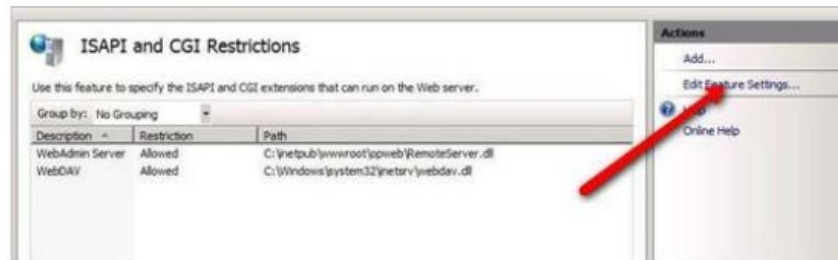 ISAPI and CGI Restrictions
Use this feature to specify the ISAPI and CGI extensions that can run on the Web server.
Group by: No Grouping
Description Restriction Path
WebAdmin Server Allowed C:\inetpub\wwwroot\ppweb\RemoteServer.dll
WebDAV Allowed C:\Windows\system32\inetsrv\webdav.dll
Actions
Add...
Edit Feature Settings...
Online Help